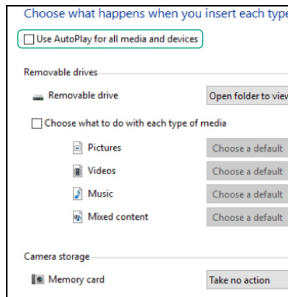 Choose what happens when you insert each type
Use AutoPlay for all media and devices
Removable drives
Removable drive
Open folder to view
Choose what to do with each type of media
Pictures
Choose a default
Videos
Choose a default
Music
Choose a default
Mixed content
Choose a default
Camera storage
Memory card
Take no action